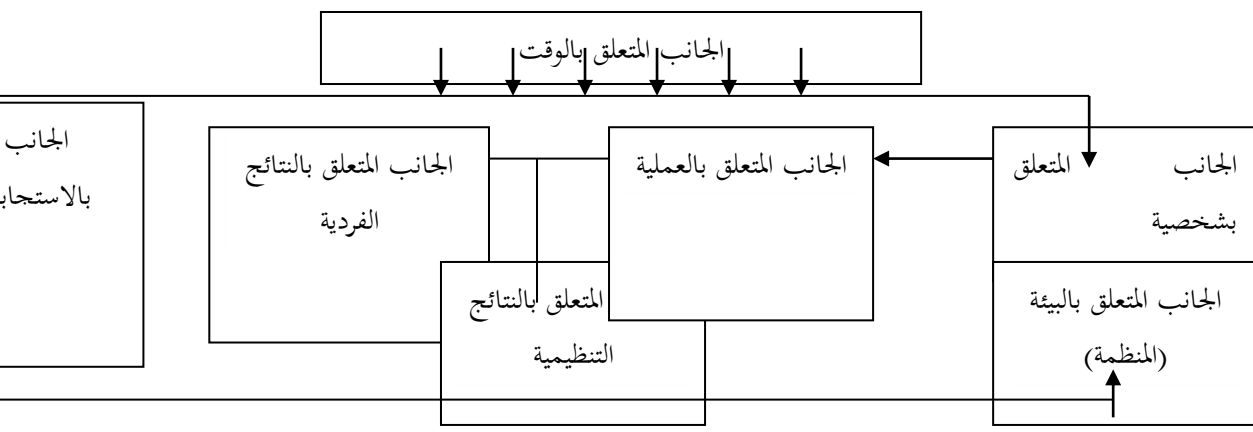 الجانب المتعلق بالوقت
الجانب المتعلق
بشخصية
الجانب المتعلق بالعملية
الجانب المتعلق بالنتائج
الفردية
الجانب
بالاستجاب
الجانب المتعلق بالبيئة
(المنظمة)
المتعلق بالنتائج
التنظيمية